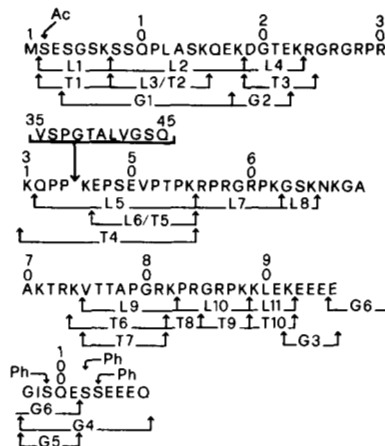 Ac
1 2 3
1 0 0 0
MSESGSKSSQPLASKQEKDGTEKRGRGRPR
L1 L2 L4
T1 L3/T2 T3
G1 G2
35 45
VSPGTALVGSQ
3 5 6
1 0 0
KQPP KEPSEVPTPKRPRGRPKGSKNKGA
L5 L7 L8
L6/T5
T4
7 8 9
0 0 0
AKTRKVTTAPGRKPRGRPKKLEKEEEE
L9 L10 L11 G6
T6 T8 T9 T10
T7 G3
1 Ph
Ph 0 Ph
0
GISQESSEEEQ
G6
G4
G5